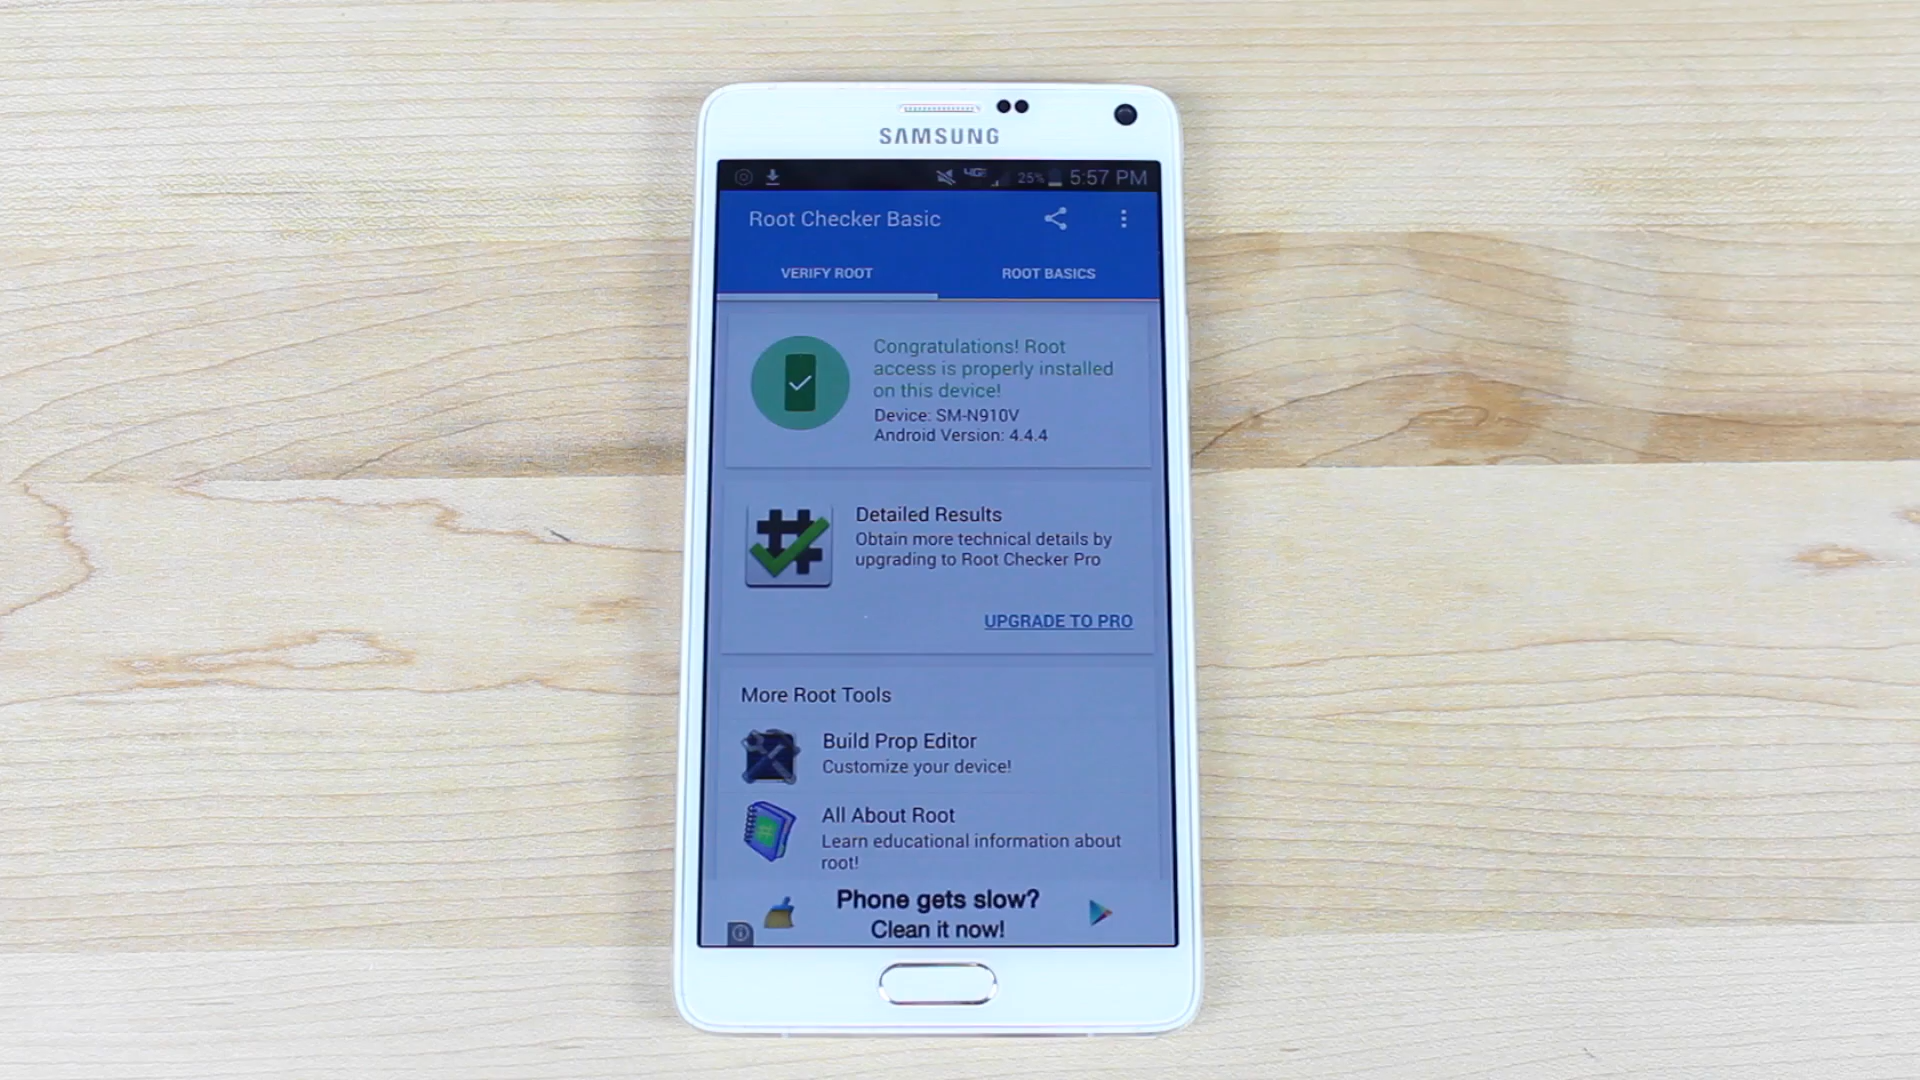 SAMSUNG
4G 25% 5:57 PM
Root Checker Basic
VERIFY ROOT ROOT BASICS
Congratulations! Root
access is properly installed
on this device!
Device: SM-N910V
Android Version: 4.4.4
Detailed Results
Obtain more technical details by
upgrading to Root Checker Pro
UPGRADE TO PRO
More Root Tools
Build Prop Editor
Customize your device!
All About Root
Learn educational information about
root!
Phone gets slow?
Clean it now!